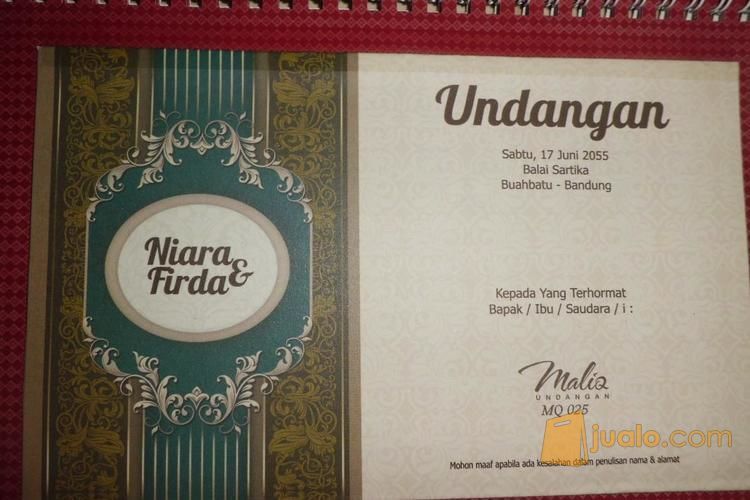 Niara &
Firda
Undangan
Sabtu, 17 Juni 2055
Balai Sartika
Buahbatu - Bandung
Kepada Yang Terhormat
Bapak / Ibu / Saudara / i :
Malia
UNDANGAN
MQ 025
jualo.com
Mohon maaf apabila ada kesalahan dalam penulisan nama & alamat